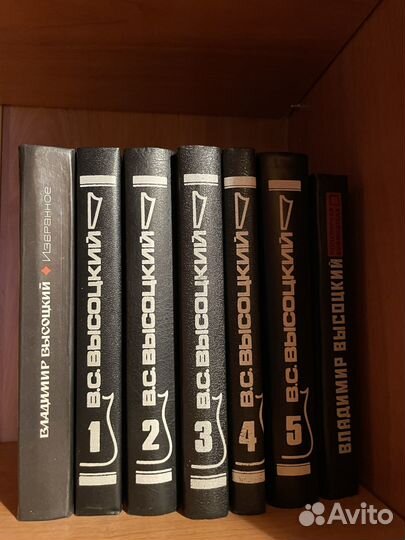 ВЛАДИМИР ВЫСОЦКИЙ ИЗБРАННОЕ
В.С. ВЫСОЦКИЙ
1
В.С. ВЫСОЦКИЙ
2
В.С. ВЫСОЦКИЙ
3
В.С. ВЫСОЦКИЙ
4
В.С. ВЫСОЦКИЙ
5
ВЛАДИМИР ВЫСОЦКИЙ
Avito